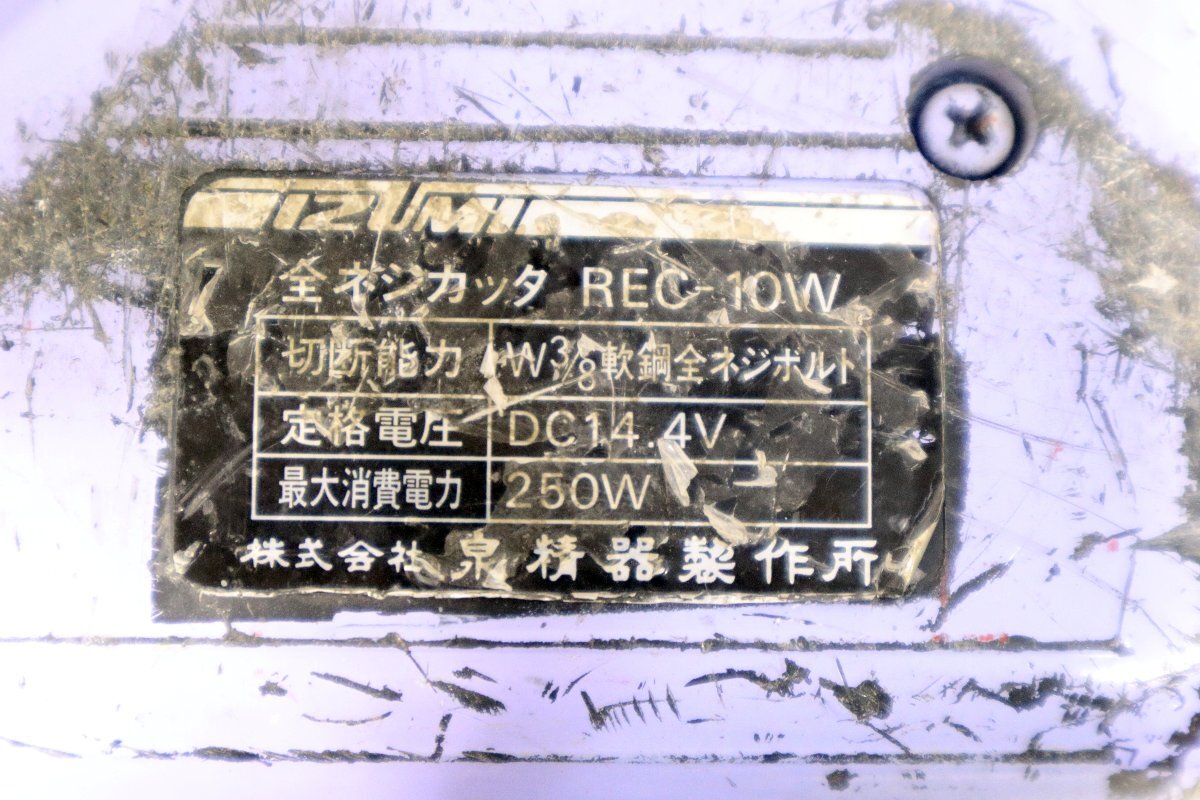 IZUMI
全ネジカッタ REC-10W
切断能力 W3/8軟鋼全ネジボルト
定格電圧 DC14.4V
最大消費電力 250W
株式会社 泉精器製作所